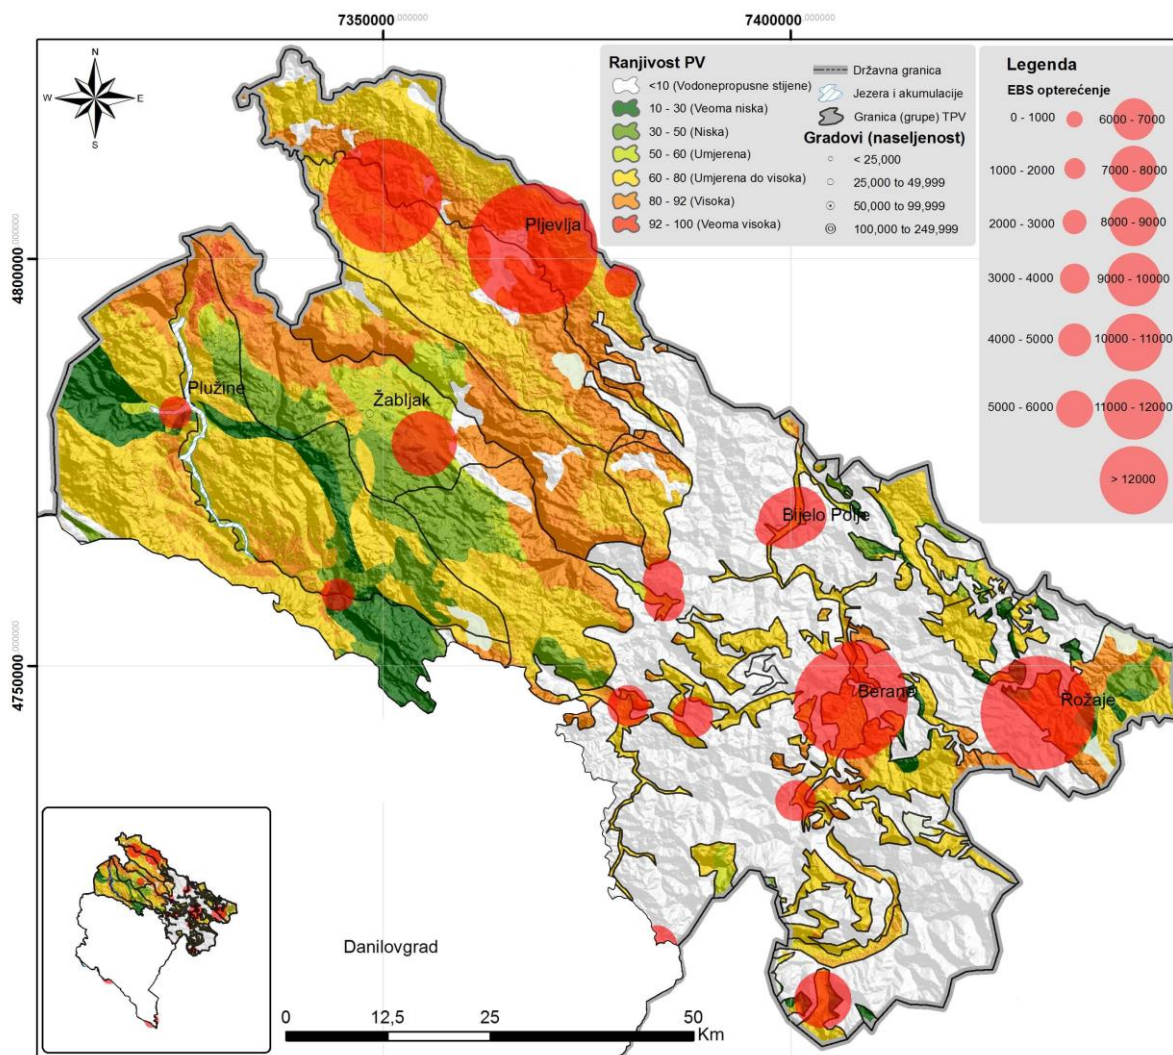 7350000,000000
7400000,000000
N
W E
S
4800000,000000
4750000,000000
Ranjivost PV
<10 (Vodonepropusne stijene)
10 - 30 (Veoma niska)
30 - 50 (Niska)
50 - 60 (Umjerena)
60 - 80 (Umjerena do visoka)
80 - 92 (Visoka)
92 - 100 (Veoma visoka)
Državna granica
Jezera i akumulacije
Granica (grupe) TPV
Gradovi (naseljenost)
< 25,000
25,000 to 49,999
50,000 to 99,999
100,000 to 249,999
Legenda
EBS opterećenje
0 - 1000
6000 - 7000
1000 - 2000
7000 - 8000
2000 - 3000
8000 - 9000
3000 - 4000
9000 - 10000
4000 - 5000
10000 - 11000
5000 - 6000
11000 - 12000
> 12000
Pljevlja
Plužine
Žabljak
Bijelo Polje
Berane
Rožaje
Danilovgrad
0 12,5 25 50
Km